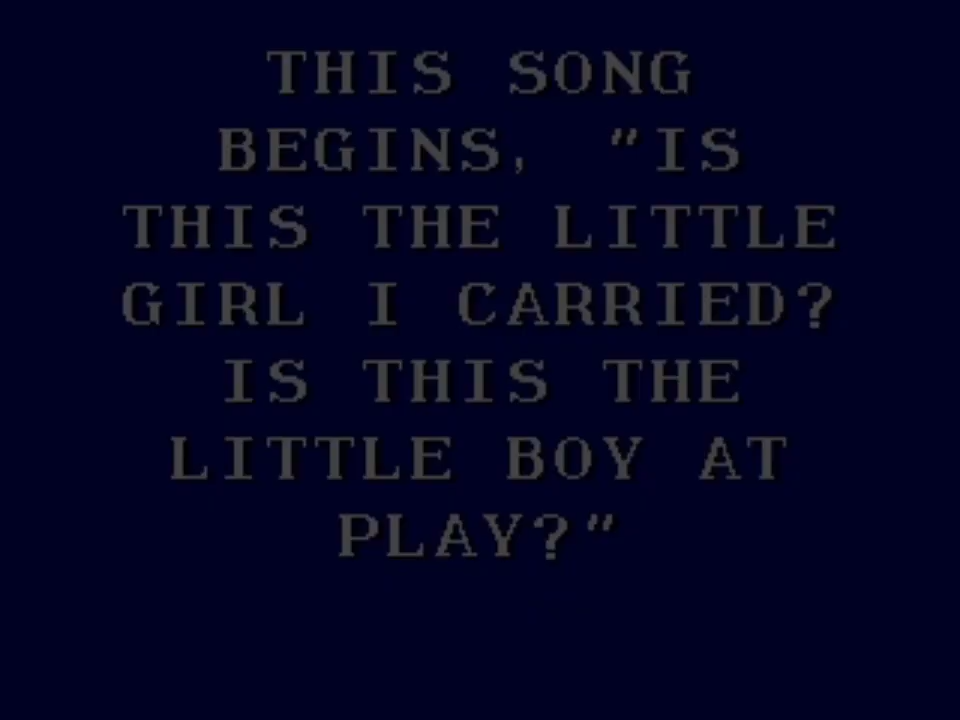 THIS SONG
BEGINS, "IS
THIS THE LITTLE
GIRL I CARRIED?
IS THIS THE
LITTLE BOY AT
PLAY?"